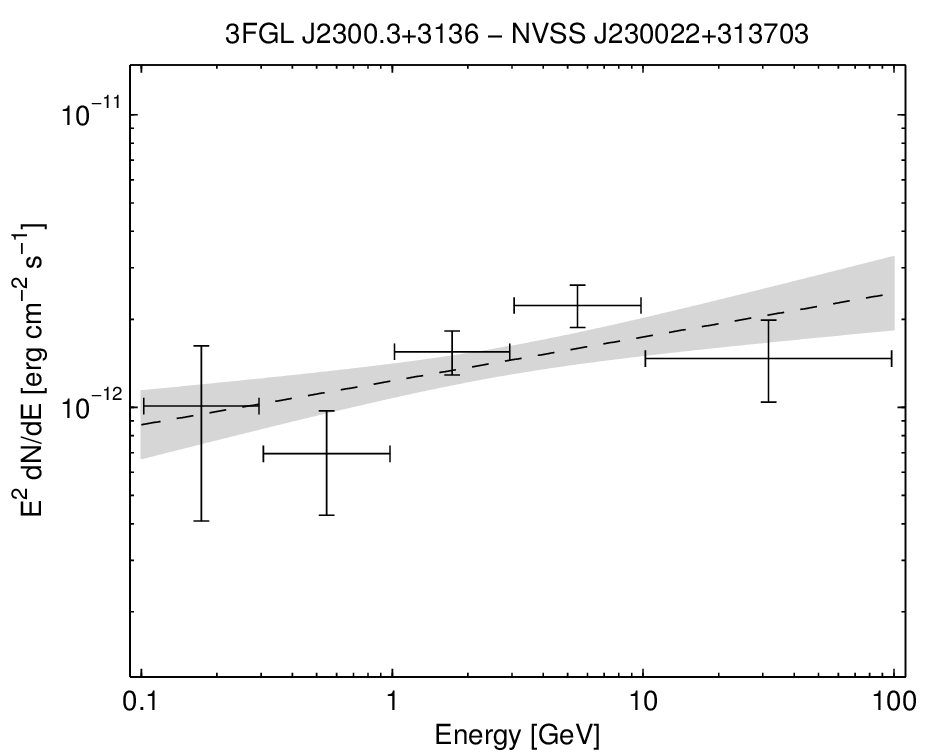 3FGL J2300.3+3136 − NVSS J230022+313703
E² dN/dE [erg cm⁻² s⁻¹]
10⁻¹¹
10⁻¹²
0.1 1 10 100
Energy [GeV]